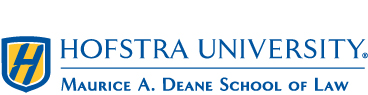 H HOFSTRA UNIVERSITY®
MAURICE A. DEANE SCHOOL OF LAW